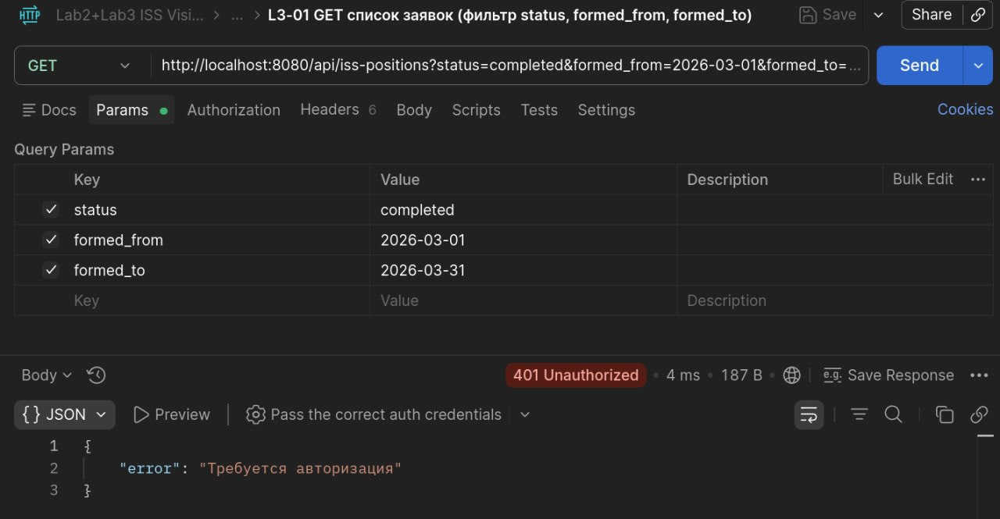 HTTP Lab2+Lab3 ISS Visi... > ... > L3-01 GET список заявок (фильтр status, formed_from, formed_to) Save Share
GET http://localhost:8080/api/iss-positions?status=completed&formed_from=2026-03-01&formed_to=... Send
Docs Params Authorization Headers 6 Body Scripts Tests Settings Cookies
Query Params
Key Value Description Bulk Edit ...
status completed
formed_from 2026-03-01
formed_to 2026-03-31
Key Value Description
Body 401 Unauthorized • 4 ms • 187 B • e.g. Save Response ...
{} JSON Preview Pass the correct auth credentials
1 {
2 "error": "Требуется авторизация"
3 }